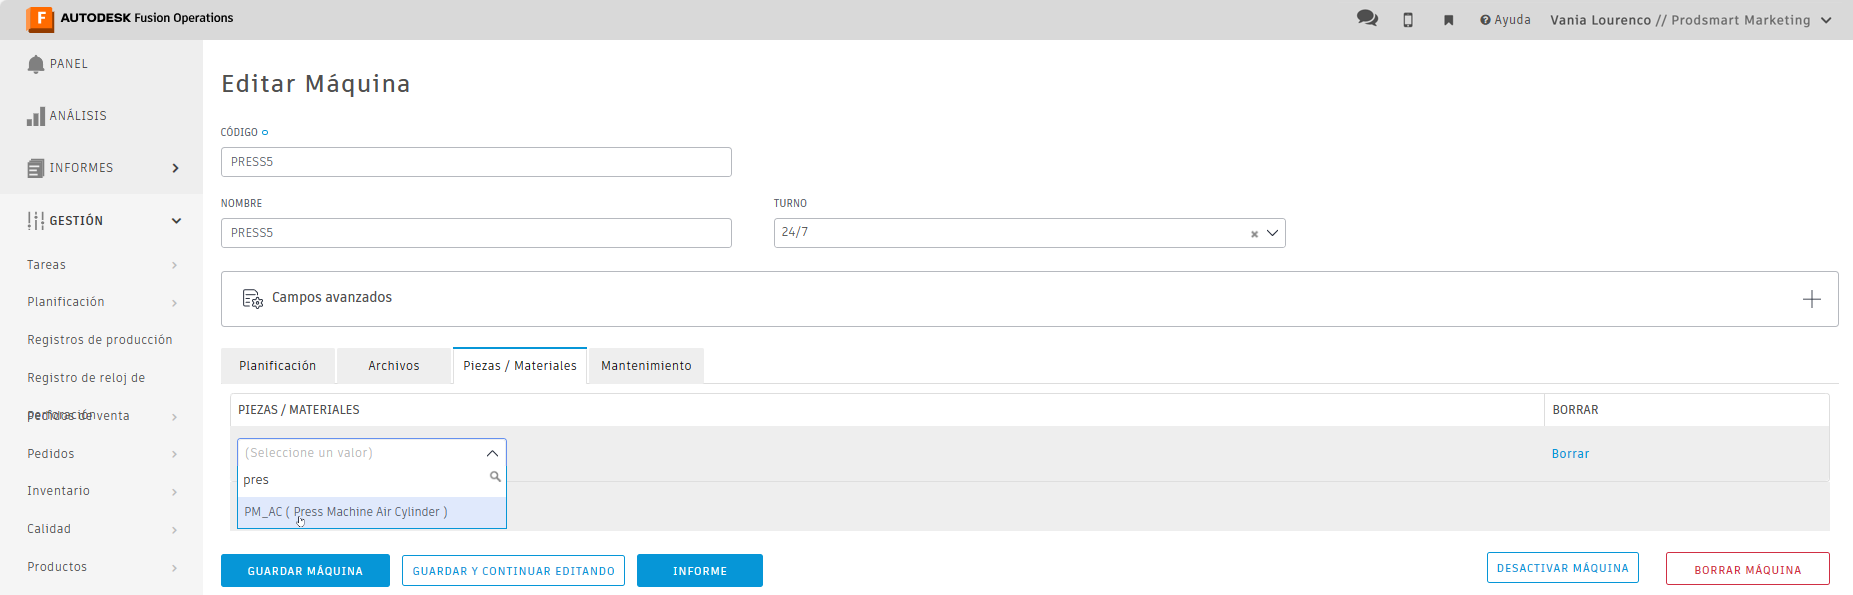 AUTODESK Fusion Operations
Ayuda
Vania Lourenco // Prodsmart Marketing
PANEL
ANÁLISIS
INFORMES
GESTIÓN
Tareas
Planificación
Registros de producción
Registro de reloj de
perforación
Pedidos de venta
Pedidos
Inventario
Calidad
Productos
Editar Máquina
CÓDIGO
PRESS5
NOMBRE
PRESS5
TURNO
24/7
Campos avanzados
Planificación
Archivos
Piezas / Materiales
Mantenimiento
PIEZAS / MATERIALES
BORRAR
(Seleccione un valor)
Borrar
pres
PM_AC ( Press Machine Air Cylinder )
GUARDAR MÁQUINA
GUARDAR Y CONTINUAR EDITANDO
INFORME
DESACTIVAR MÁQUINA
BORRAR MÁQUINA